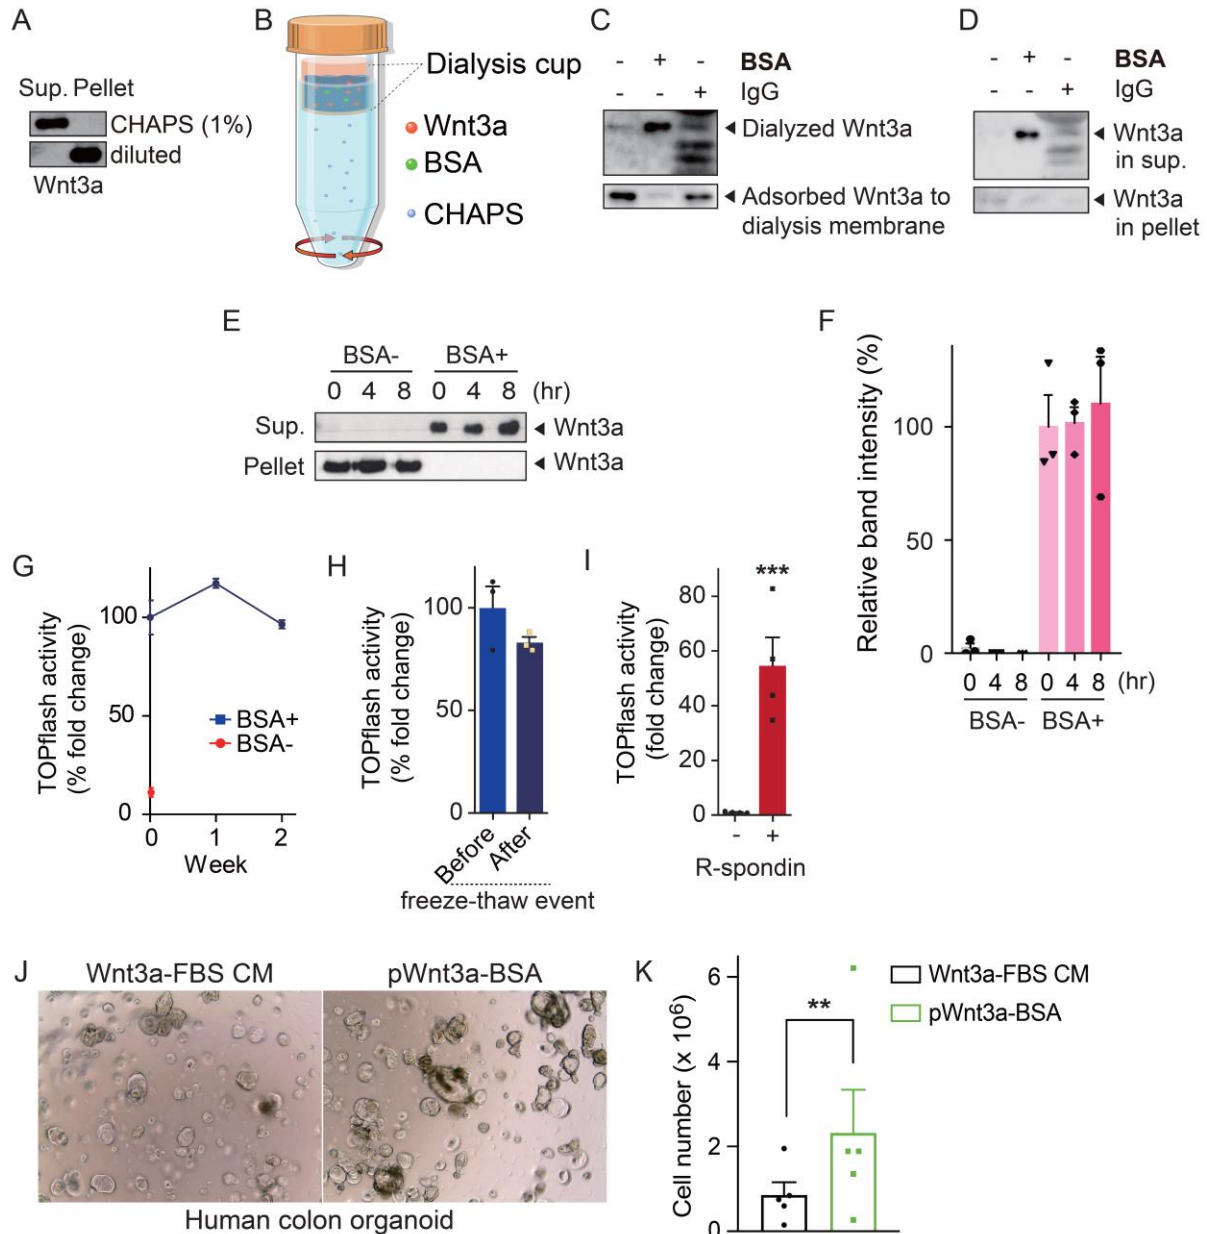 A
Sup. Pellet
CHAPS (1%)
diluted
Wnt3a
B
Dialysis cup
Wnt3a
BSA
CHAPS
C
- + - BSA
- - + IgG
Dialyzed Wnt3a
Adsorbed Wnt3a to
dialysis membrane
D
- + - BSA
- - + IgG
Wnt3a
in sup.
Wnt3a
in pellet
E
BSA- BSA+
0 4 8 0 4 8 (hr)
Sup. Wnt3a
Pellet Wnt3a
F
Relative band intensity (%)
100
50
0
0 4 8 0 4 8 (hr)
BSA- BSA+
G
TOPflash activity
(% fold change)
100
50
0
BSA+
BSA-
0 1 2
Week
H
TOPflash activity
(% fold change)
100
50
0
Before After
freeze-thaw event
I
TOPflash activity
(fold change)
80
60
40
20
0
***
- +
R-spondin
J
Wnt3a-FBS CM pWnt3a-BSA
Human colon organoid
K
Cell number (x 10⁶)
6
4
2
0
**
Wnt3a-FBS CM
pWnt3a-BSA